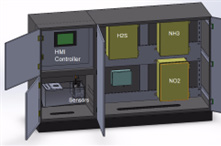 H2S
NH3
HMI
Controller
NO2
Sensors